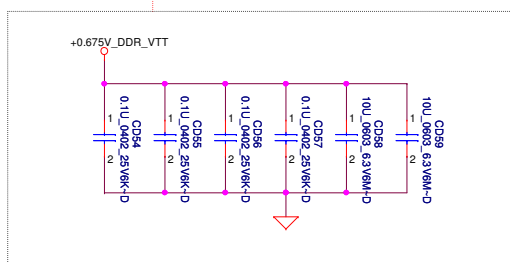 +0.675V_DDR_VTT
1
2
CD54
0.1U_0402_25V6K~D
1
2
CD55
0.1U_0402_25V6K~D
1
2
CD56
0.1U_0402_25V6K~D
1
2
CD57
0.1U_0402_25V6K~D
1
2
CD58
10U_0603_6.3V6M~D
1
2
CD59
10U_0603_6.3V6M~D